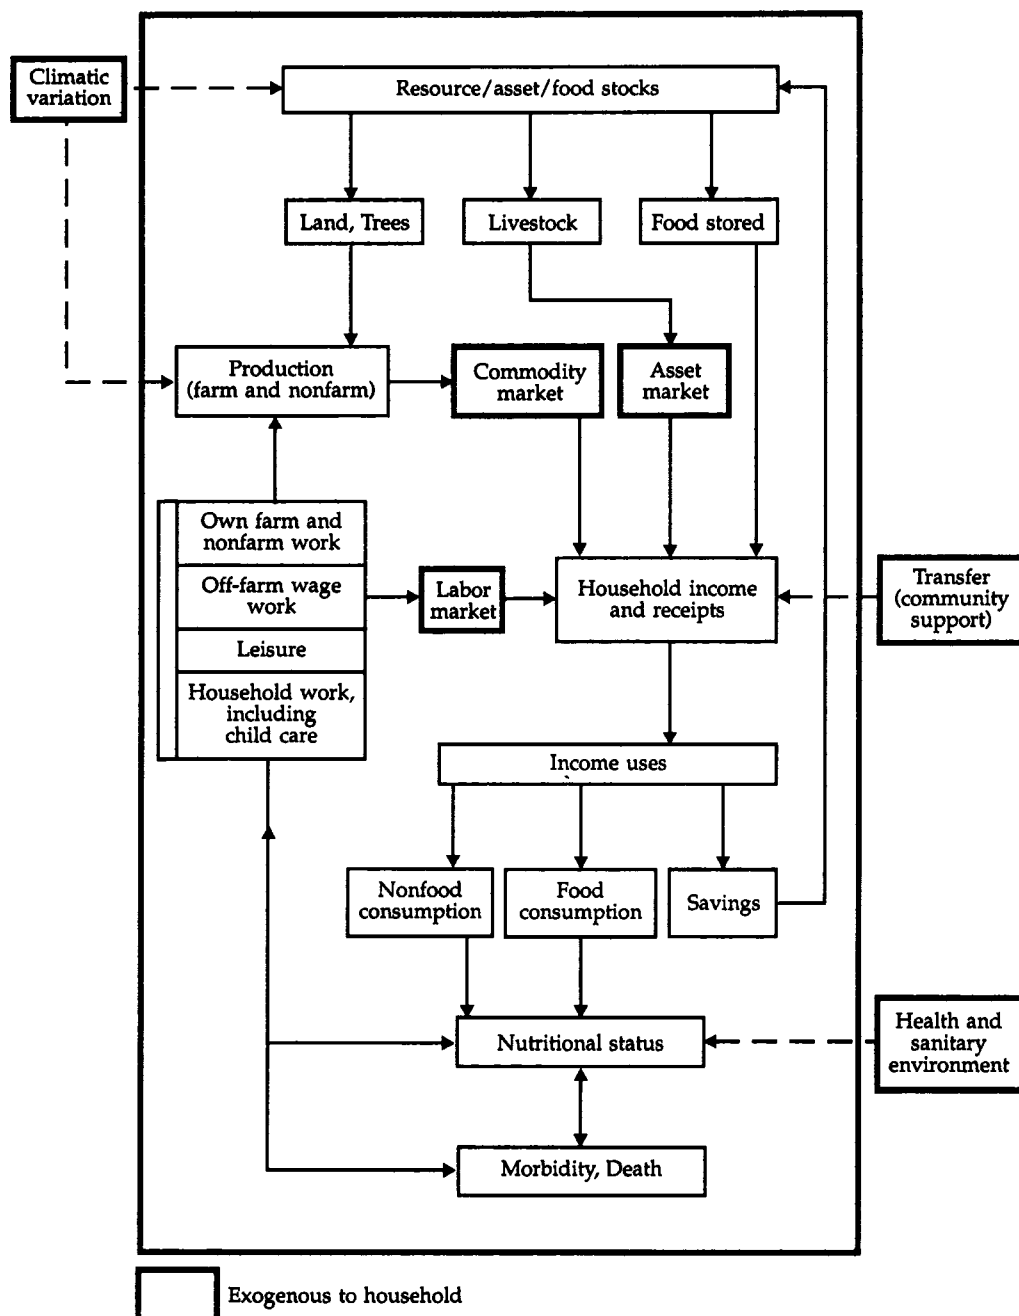 Climatic
variation
Resource/asset/food stocks
Land, Trees
Livestock
Food stored
Production
(farm and nonfarm)
Commodity
market
Asset
market
Own farm and
nonfarm work
Off-farm wage
work
Leisure
Household work,
including
child care
Labor
market
Household income
and receipts
Transfer
(community
support)
Income uses
Nonfood
consumption
Food
consumption
Savings
Nutritional status
Health and
sanitary
environment
Morbidity, Death
Exogenous to household